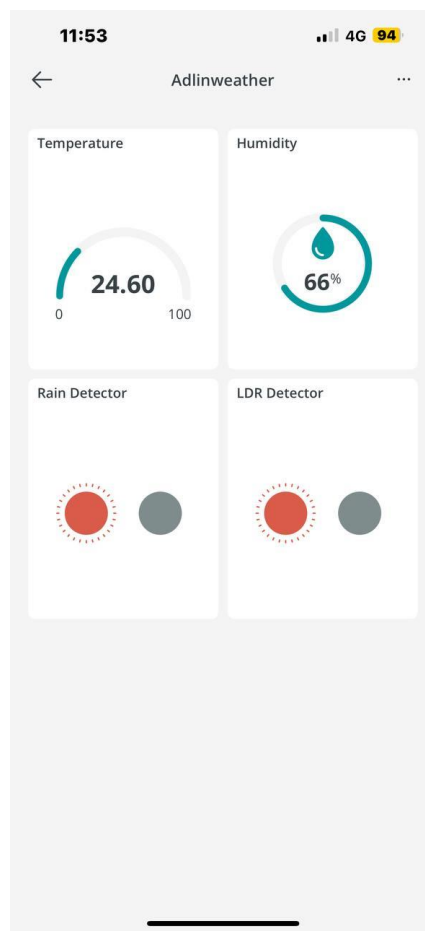 11:53 4G 94
Adlinweather
Temperature
24.60
0 100
Humidity
66%
Rain Detector
LDR Detector